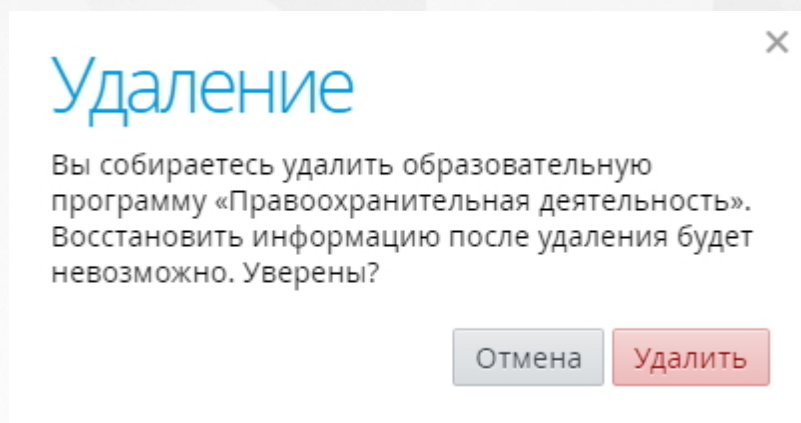 Удаление
Вы собираетесь удалить образовательную
программу «Правоохранительная деятельность».
Восстановить информацию после удаления будет
невозможно. Уверены?
Отмена
Удалить